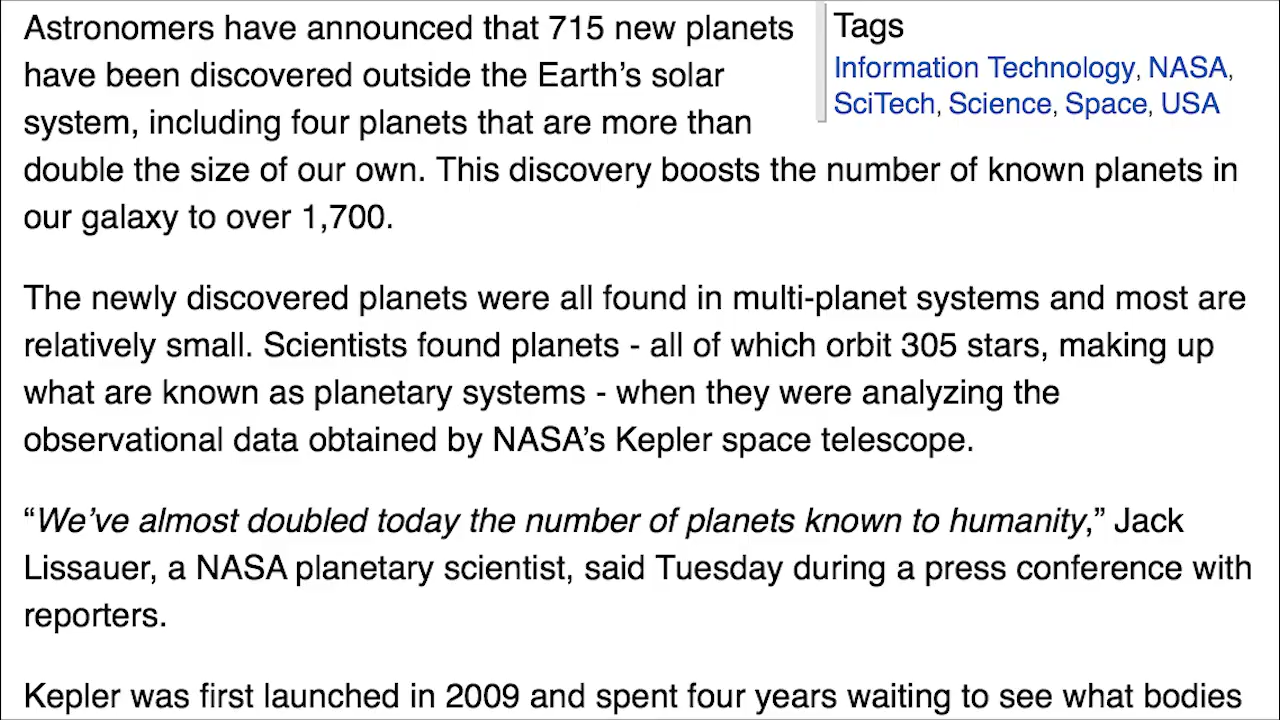 Astronomers have announced that 715 new planets
have been discovered outside the Earth’s solar
system, including four planets that are more than
double the size of our own. This discovery boosts the number of known planets in
our galaxy to over 1,700.
Tags
Information Technology, NASA,
SciTech, Science, Space, USA
The newly discovered planets were all found in multi-planet systems and most are
relatively small. Scientists found planets - all of which orbit 305 stars, making up
what are known as planetary systems - when they were analyzing the
observational data obtained by NASA’s Kepler space telescope.
“We’ve almost doubled today the number of planets known to humanity,” Jack
Lissauer, a NASA planetary scientist, said Tuesday during a press conference with
reporters.
Kepler was first launched in 2009 and spent four years waiting to see what bodies